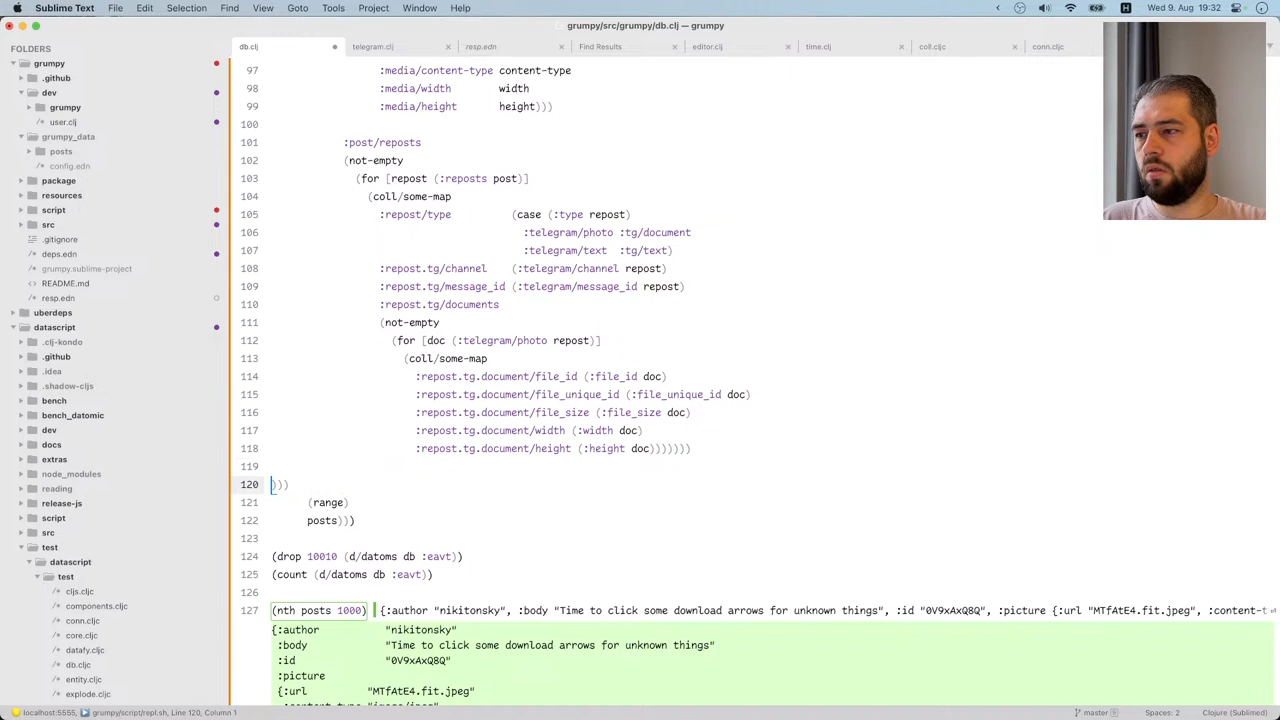 Sublime Text File Edit Selection Find View Goto Tools Project Window Help Wed 9. Aug 19:32
grumpy/src/grumpy/db.clj — grumpy
FOLDERS
grumpy
.github
dev
grumpy
user.clj
grumpy_data
posts
config.edn
package
resources
script
src
.gitignore
deps.edn
grumpy.sublime-project
README.md
resp.edn
uberdeps
datascript
.clj-kondo
.github
.idea
.shadow-cljs
bench
bench_datomic
dev
docs
extras
node_modules
reading
release-js
script
src
test
datascript
test
cljs.cljc
components.cljc
conn.cljc
core.cljc
datafy.cljc
db.cljc
entity.cljc
explode.cljc
db.clj telegram.clj resp.edn Find Results editor.clj time.clj coll.cljc conn.cljc
97 :media/content-type content-type
98 :media/width width
99 :media/height height)))
100
101 :post/reposts
102 (not-empty
103 (for [repost (:reposts post)]
104 (coll/some-map
105 :repost/type (case (:type repost)
106 :telegram/photo :tg/document
107 :telegram/text :tg/text)
108 :repost.tg/channel (:telegram/channel repost)
109 :repost.tg/message_id (:telegram/message_id repost)
110 :repost.tg/documents
111 (not-empty
112 (for [doc (:telegram/photo repost)]
113 (coll/some-map
114 :repost.tg.document/file_id (:file_id doc)
115 :repost.tg.document/file_unique_id (:file_unique_id doc)
116 :repost.tg.document/file_size (:file_size doc)
117 :repost.tg.document/width (:width doc)
118 :repost.tg.document/height (:height doc)))))))
119
120 )))
121 (range)
122 posts)))
123
124 (drop 10010 (d/datoms db :eavt))
125 (count (d/datoms db :eavt))
126
127 (nth posts 1000) {:author "nikitonsky", :body "Time to click some download arrows for unknown things", :id "0V9xAxQ8Q", :picture {:url "MTfAtE4.fit.jpeg", :content-t
{:author "nikitonsky"
:body "Time to click some download arrows for unknown things"
:id "0V9xAxQ8Q"
:picture
{:url "MTfAtE4.fit.jpeg"
localhost:5555, grumpy/script/repl.sh, Line 120, Column 1 master Spaces: 2 Clojure (Sublimed)